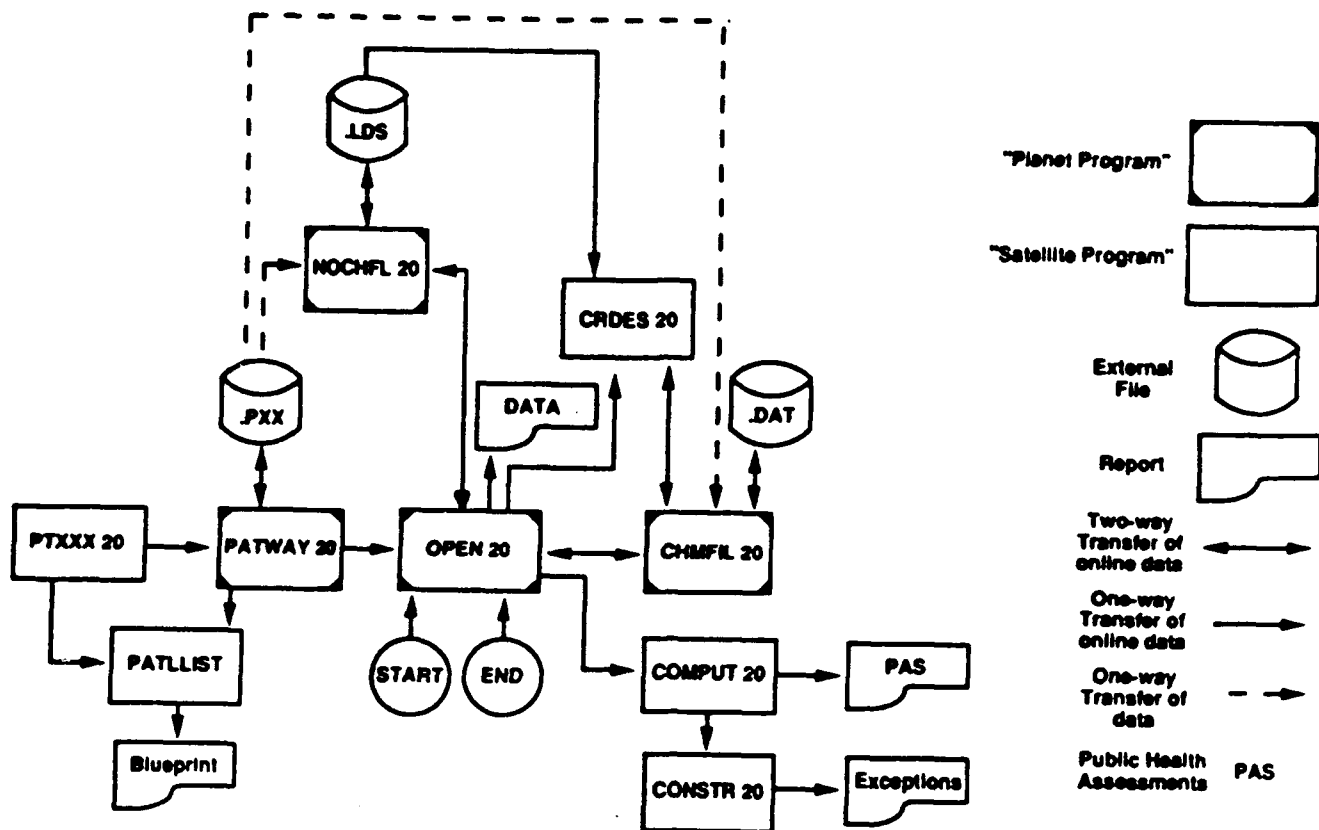 .LDS
NOCHFL 20
CRDES 20
.PXX
DATA
.DAT
PTXXX 20
PATWAY 20
OPEN 20
CHMFIL 20
PATLLIST
START
END
COMPUT 20
PAS
Blueprint
CONSTR 20
Exceptions
"Planet Program"
"Satellite Program"
External
File
Report
Two-way
Transfer of
online data
One-way
Transfer of
online data
One-way
Transfer of
data
Public Health
Assessments
PAS